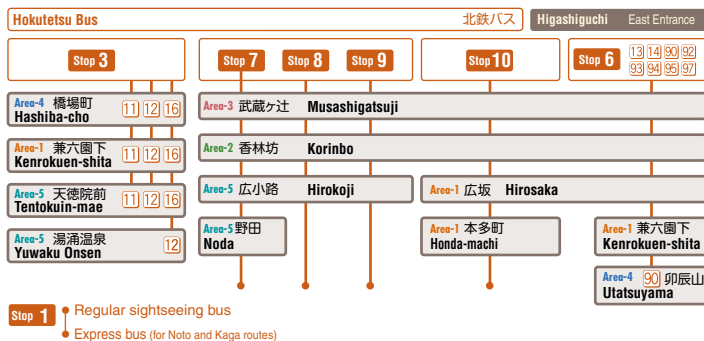 Hokutetsu Bus 北鉄バス Higashiguchi East Entrance
Stop 3
Stop 7 Stop 8 Stop 9
Stop 10
Stop 6 13 14 90 92
93 94 95 97
Area-4 橋場町 11 12 16
Hashiba-cho
Area-1 兼六園下 11 12 16
Kenrokuen-shita
Area-5 天徳院前 11 12 16
Tentokuin-mae
Area-5 湯涌温泉 12
Yuwaku Onsen
Area-3 武蔵ヶ辻 Musashigatsuji
Area-2 香林坊 Korinbo
Area-5 広小路 Hirokoji
Area-5 野田
Noda
Area-1 広坂 Hirosaka
Area-1 本多町
Honda-machi
Area-1 兼六園下
Kenrokuen-shita
Area-4 90 卯辰山
Utatsuyama
Stop 1 Regular sightseeing bus
Express bus (for Noto and Kaga routes)